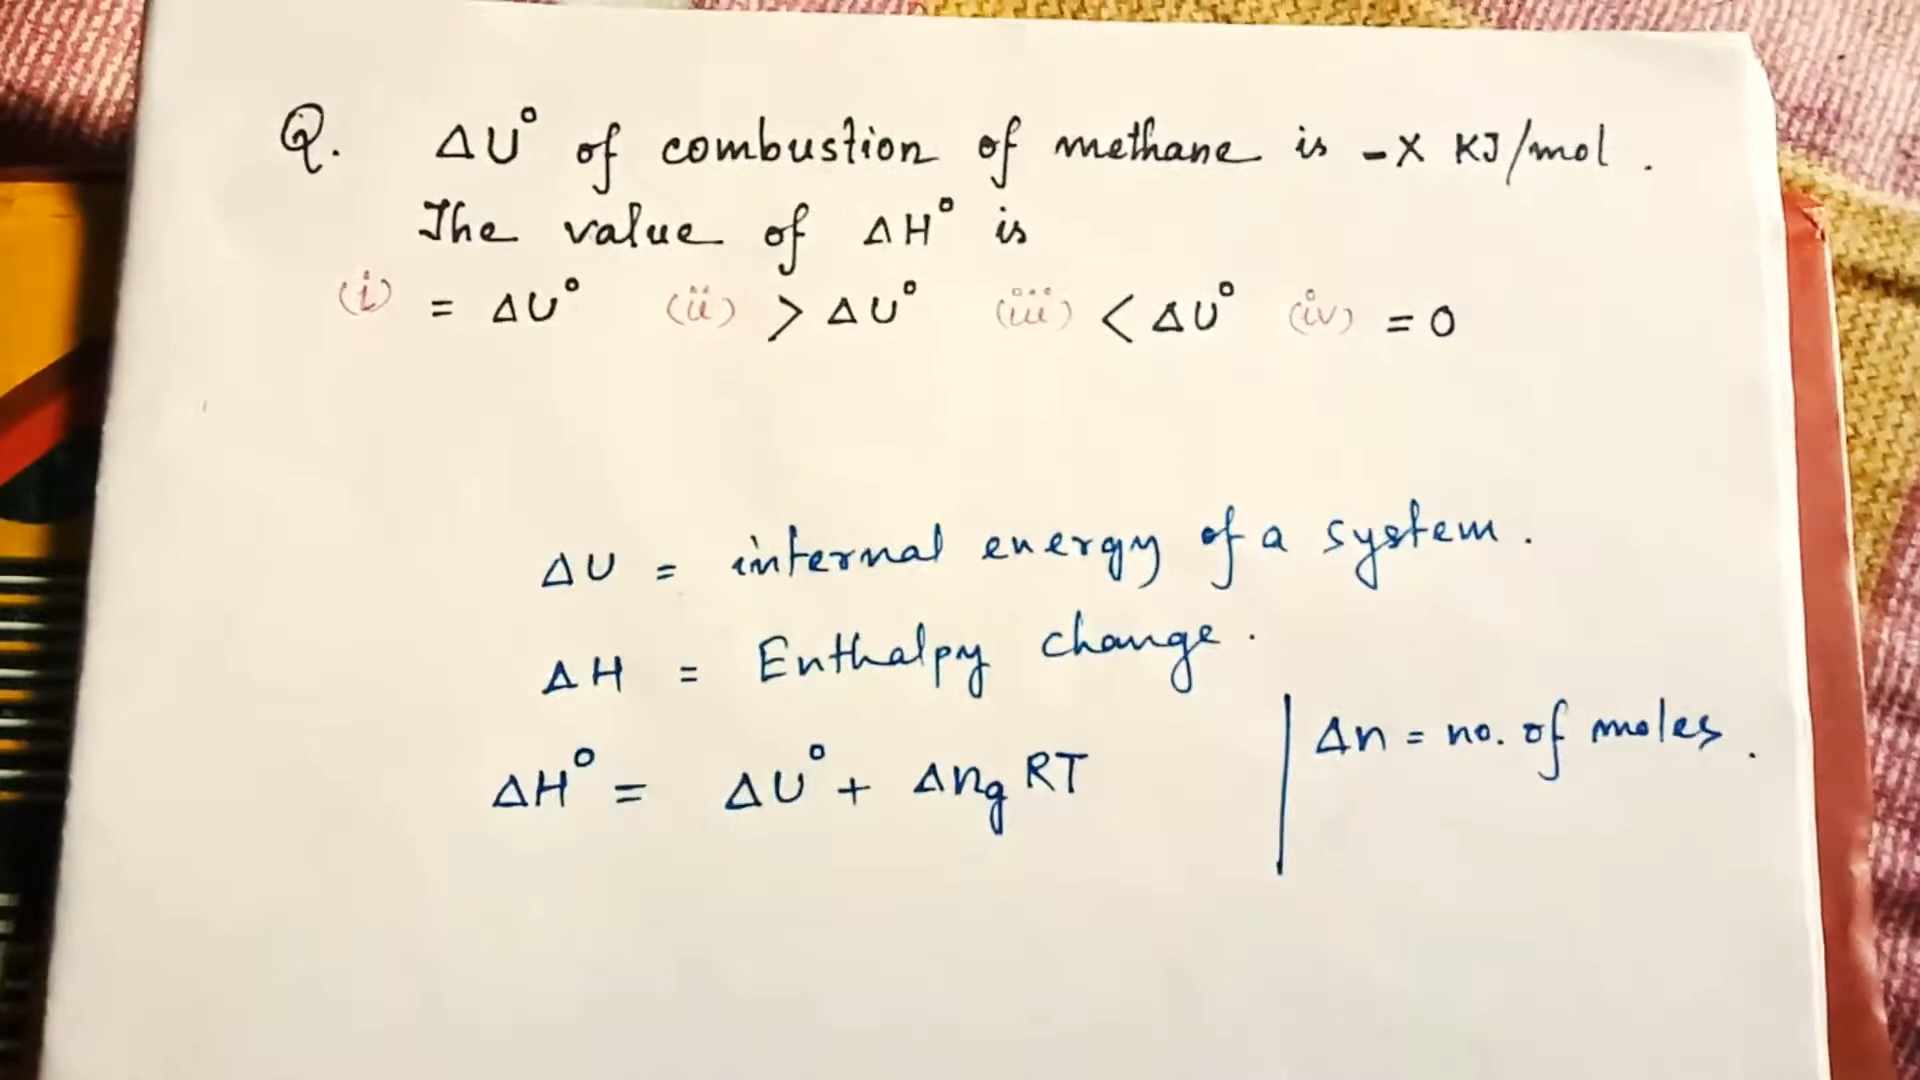 Q. ΔU° of combustion of methane is -X KJ/mol.
The value of ΔH° is
(i) = ΔU° (ii) > ΔU° (iii) < ΔU° (iv) = 0
ΔU = internal energy of a system.
ΔH = Enthalpy change.
ΔH° = ΔU° + Δng RT
Δn = no. of moles.